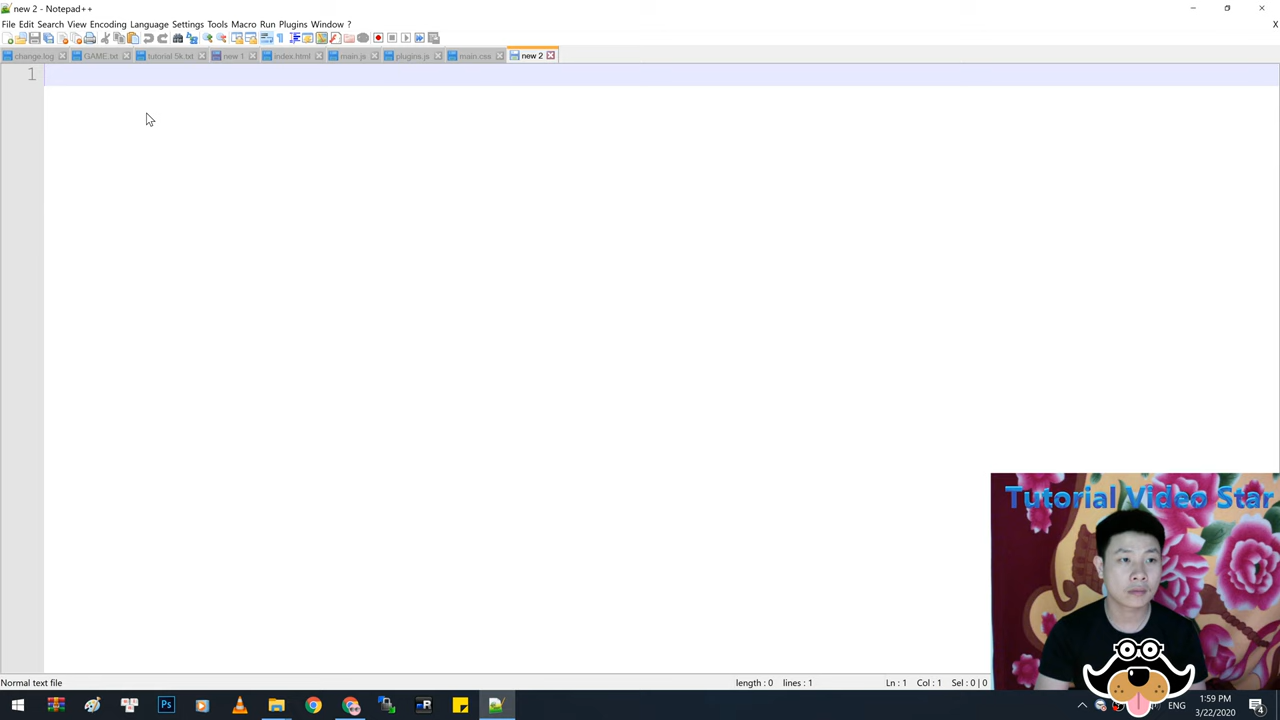 new 2 - Notepad++
File Edit Search View Encoding Language Settings Tools Macro Run Plugins Window ?
X
change.log GAME.txt tutorial 5k.txt new 1 index.html main.js plugins.js main.css new 2
1
Tutorial Video Star
Normal text file length : 0 lines : 1 Ln : 1 Col : 1 Sel : 0 | 0
Ps R ENG 1:59 PM
3/22/2020 4